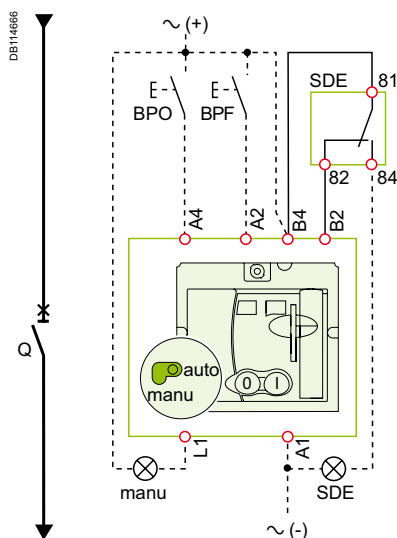 DB114666
∼ (+)
SDE
81
BPO
BPF
82
84
A4
A2
B4
B2
Q
auto
manu
0
I
L1
A1
manu
SDE
∼ (-)